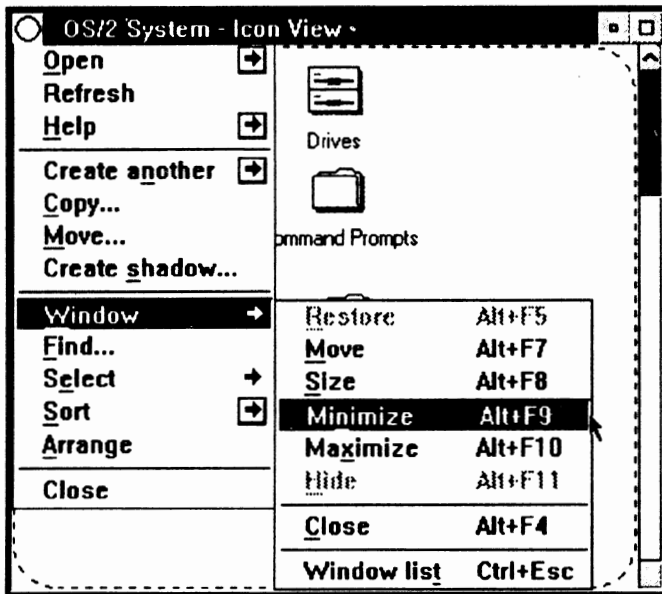 OS/2 System - Icon View
Open
Refresh
Help
Create another
Copy...
Move...
Create shadow...
Window
Find...
Select
Sort
Arrange
Close
Drives
ommand Prompts
Restore Alt+F5
Move Alt+F7
Size Alt+F8
Minimize Alt+F9
Maximize Alt+F10
Hide Alt+F11
Close Alt+F4
Window list Ctrl+Esc